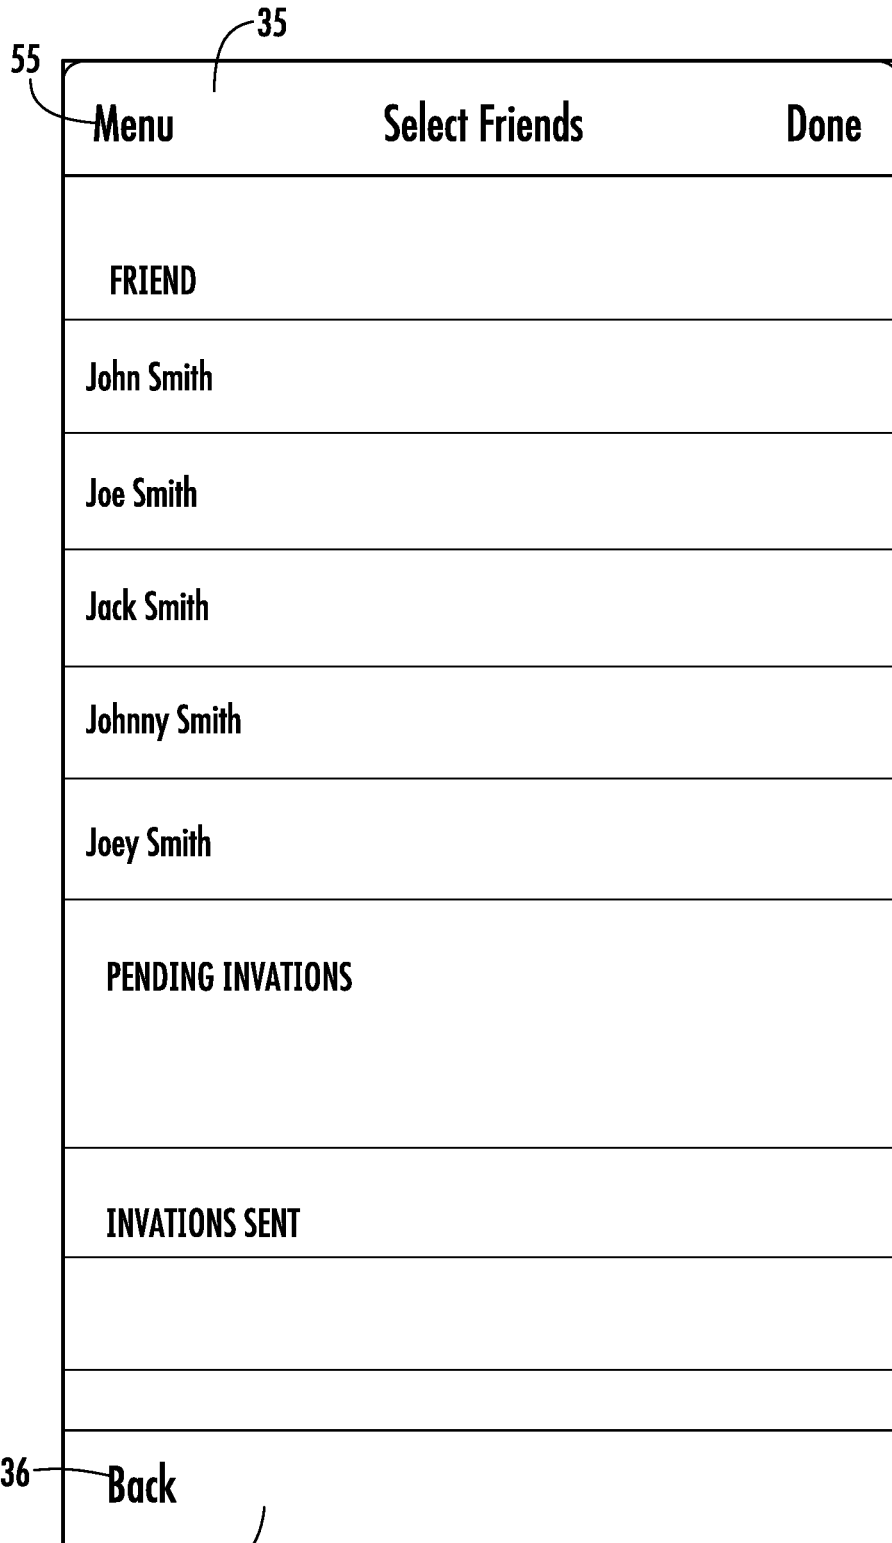 35
55
Menu Select Friends Done
FRIEND
John Smith
Joe Smith
Jack Smith
Johnny Smith
Joey Smith
PENDING INVATIONS
INVATIONS SENT
36
Back